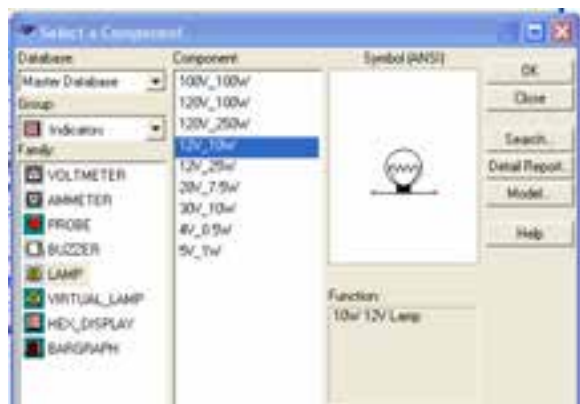 Select a Component
Database
Master Database
Group
Indicators
Family
VOLTMETER
AMMETER
PROBE
BUZZER
LAMP
VIRTUAL_LAMP
HEX_DISPLAY
BARGRAPH
Component
100V_100W
120V_100W
120V_250W
12V_10W
12V_25W
28V_7.5W
30V_10W
4V_0.5W
5V_1W
Symbol (ANSI)
Function
10W 12V Lamp
OK
Close
Search...
Detail Report...
Model...
Help